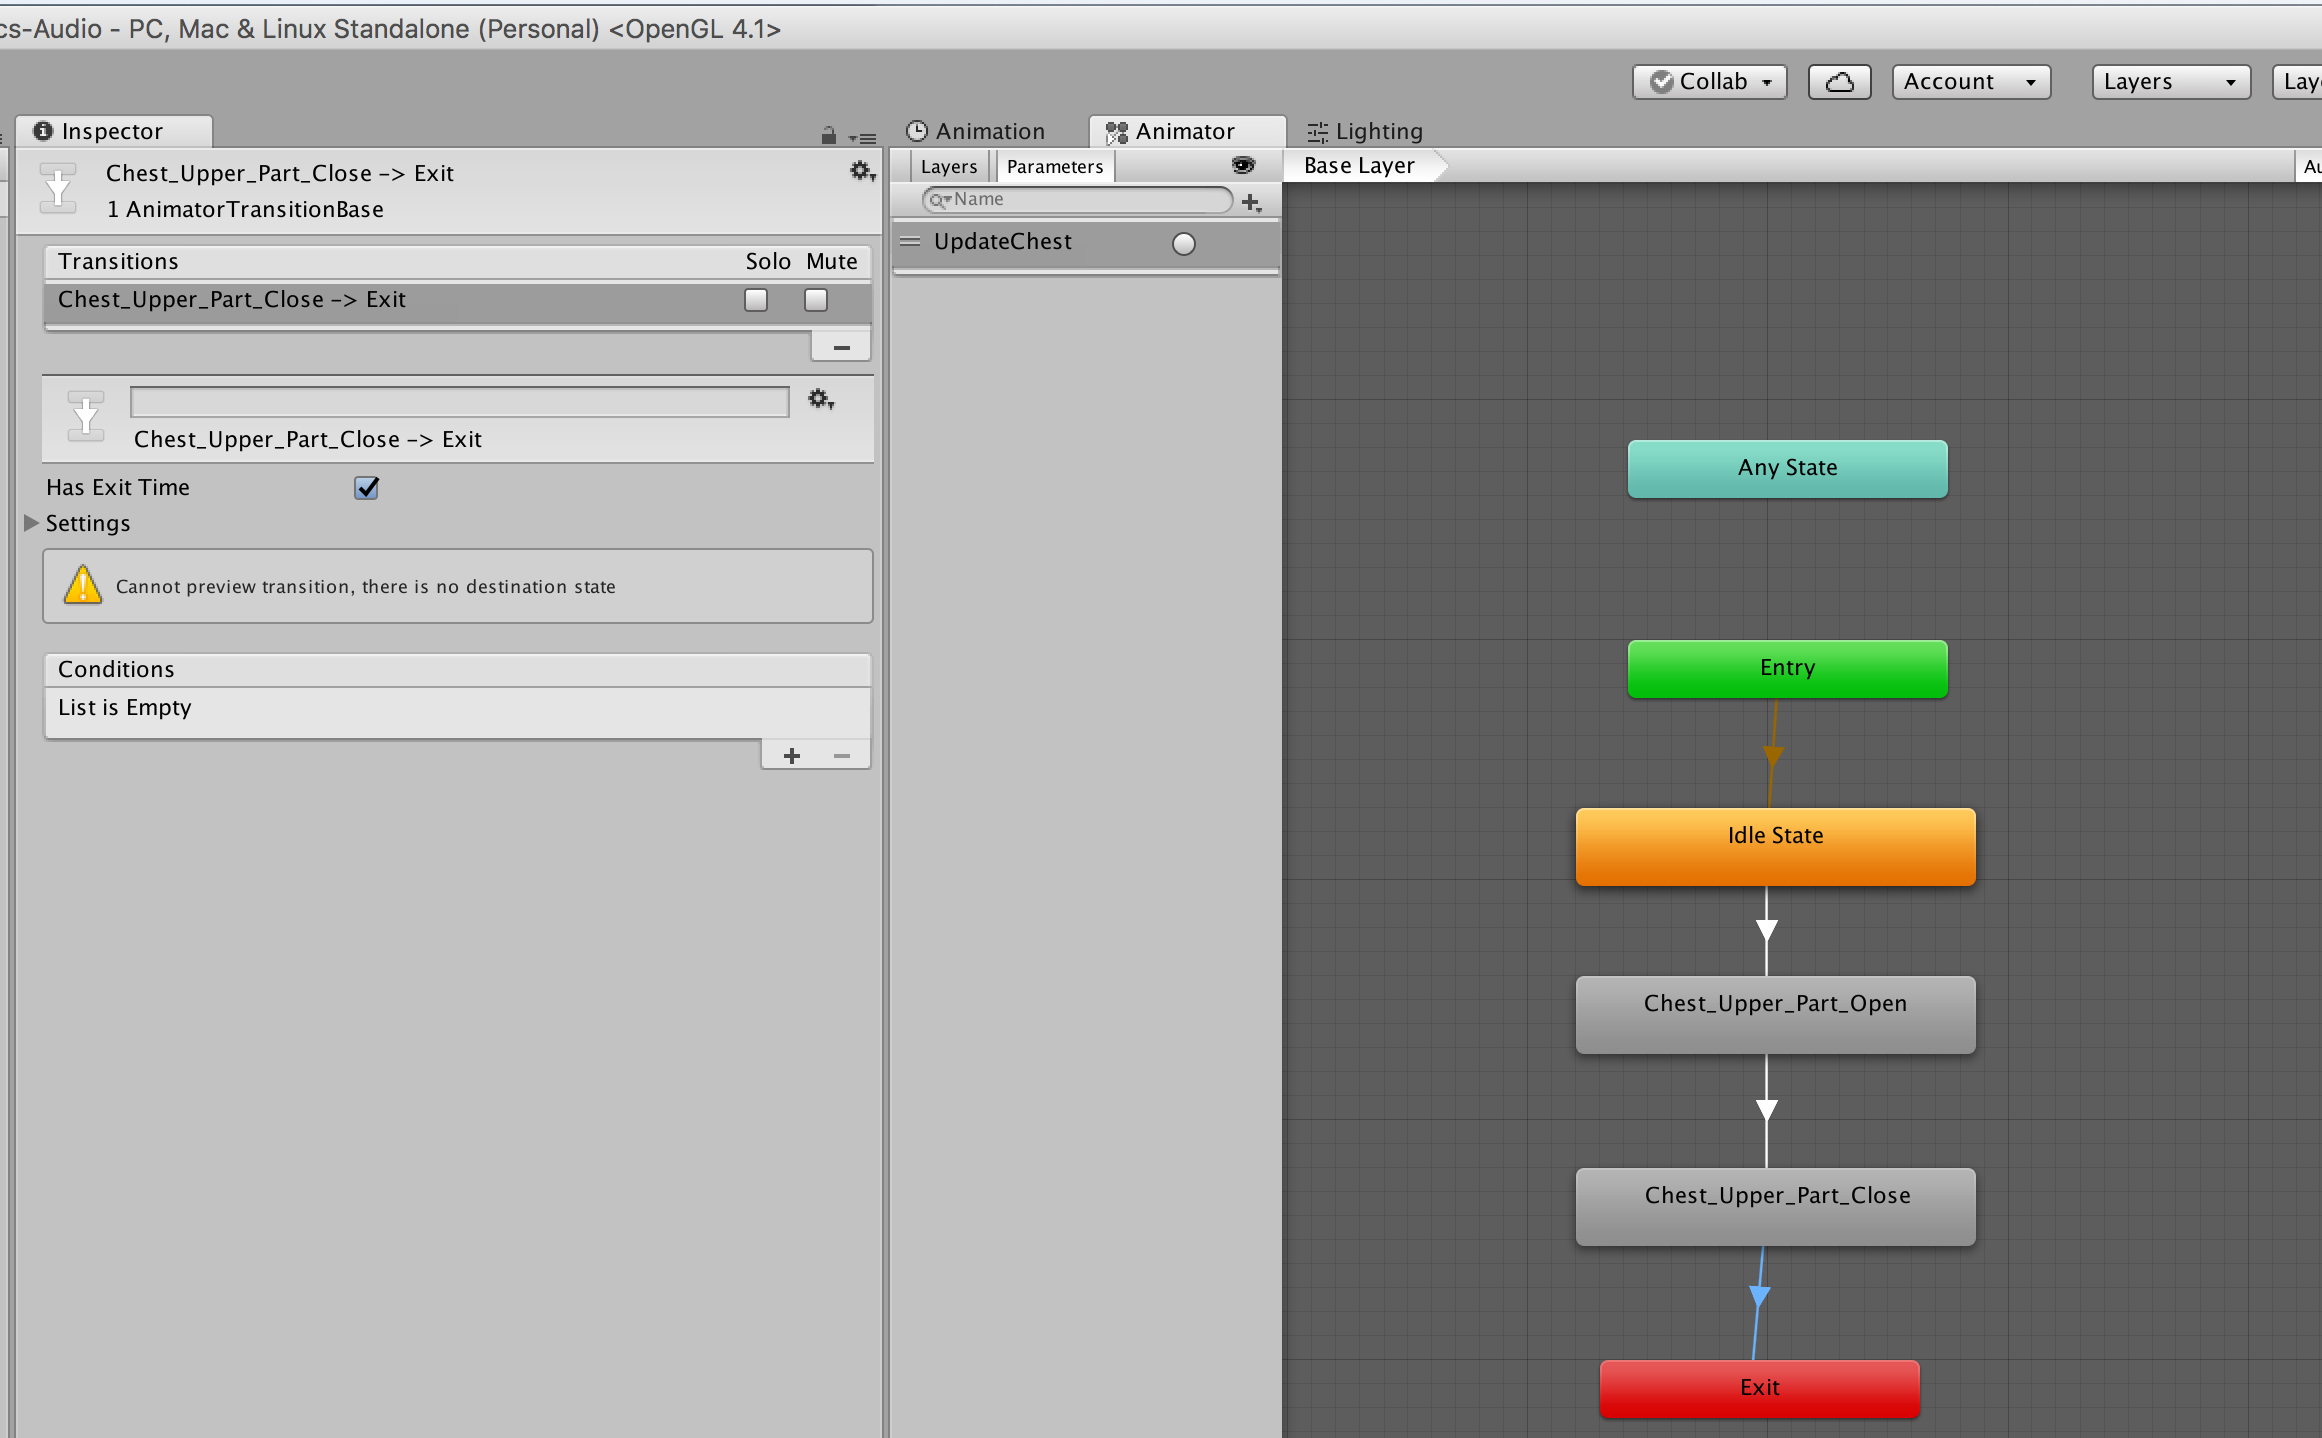 cs-Audio - PC, Mac & Linux Standalone (Personal) <OpenGL 4.1>
Collab
Account
Layers
Lay
Inspector
Chest_Upper_Part_Close -> Exit
1 AnimatorTransitionBase
Transitions Solo Mute
Chest_Upper_Part_Close -> Exit
Chest_Upper_Part_Close -> Exit
Has Exit Time
Settings
Cannot preview transition, there is no destination state
Conditions
List is Empty
Animation
Animator
Lighting
Layers
Parameters
Base Layer
Au
Name
UpdateChest
Any State
Entry
Idle State
Chest_Upper_Part_Open
Chest_Upper_Part_Close
Exit